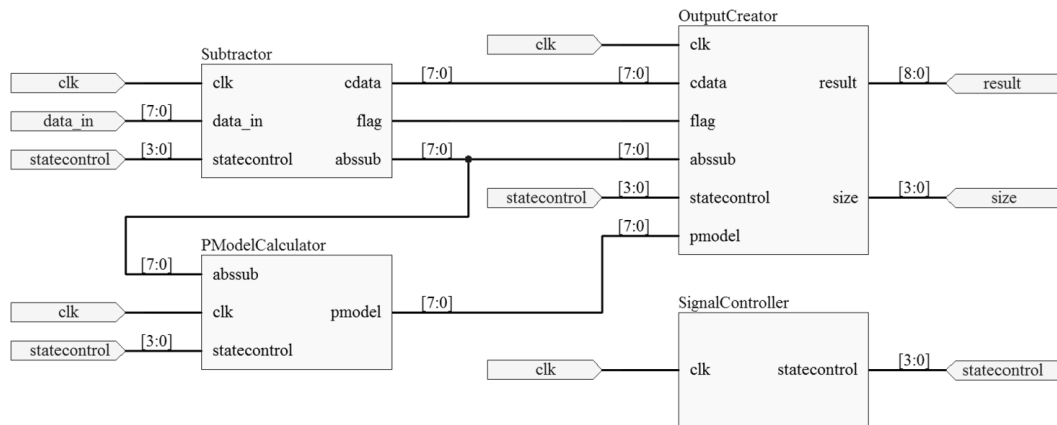 OutputCreator
clk
clk
Subtractor
[7:0]
[7:0]
[8:0]
clk
clk
cdata
cdata
result
result
[7:0]
data_in
data_in
flag
flag
[3:0]
[7:0]
[7:0]
statecontrol
statecontrol
abssub
abssub
[3:0]
[3:0]
statecontrol
statecontrol
size
size
[7:0]
pmodel
PModelCalculator
[7:0]
abssub
[7:0]
clk
clk
pmodel
SignalController
[3:0]
statecontrol
statecontrol
[3:0]
clk
clk
statecontrol
statecontrol